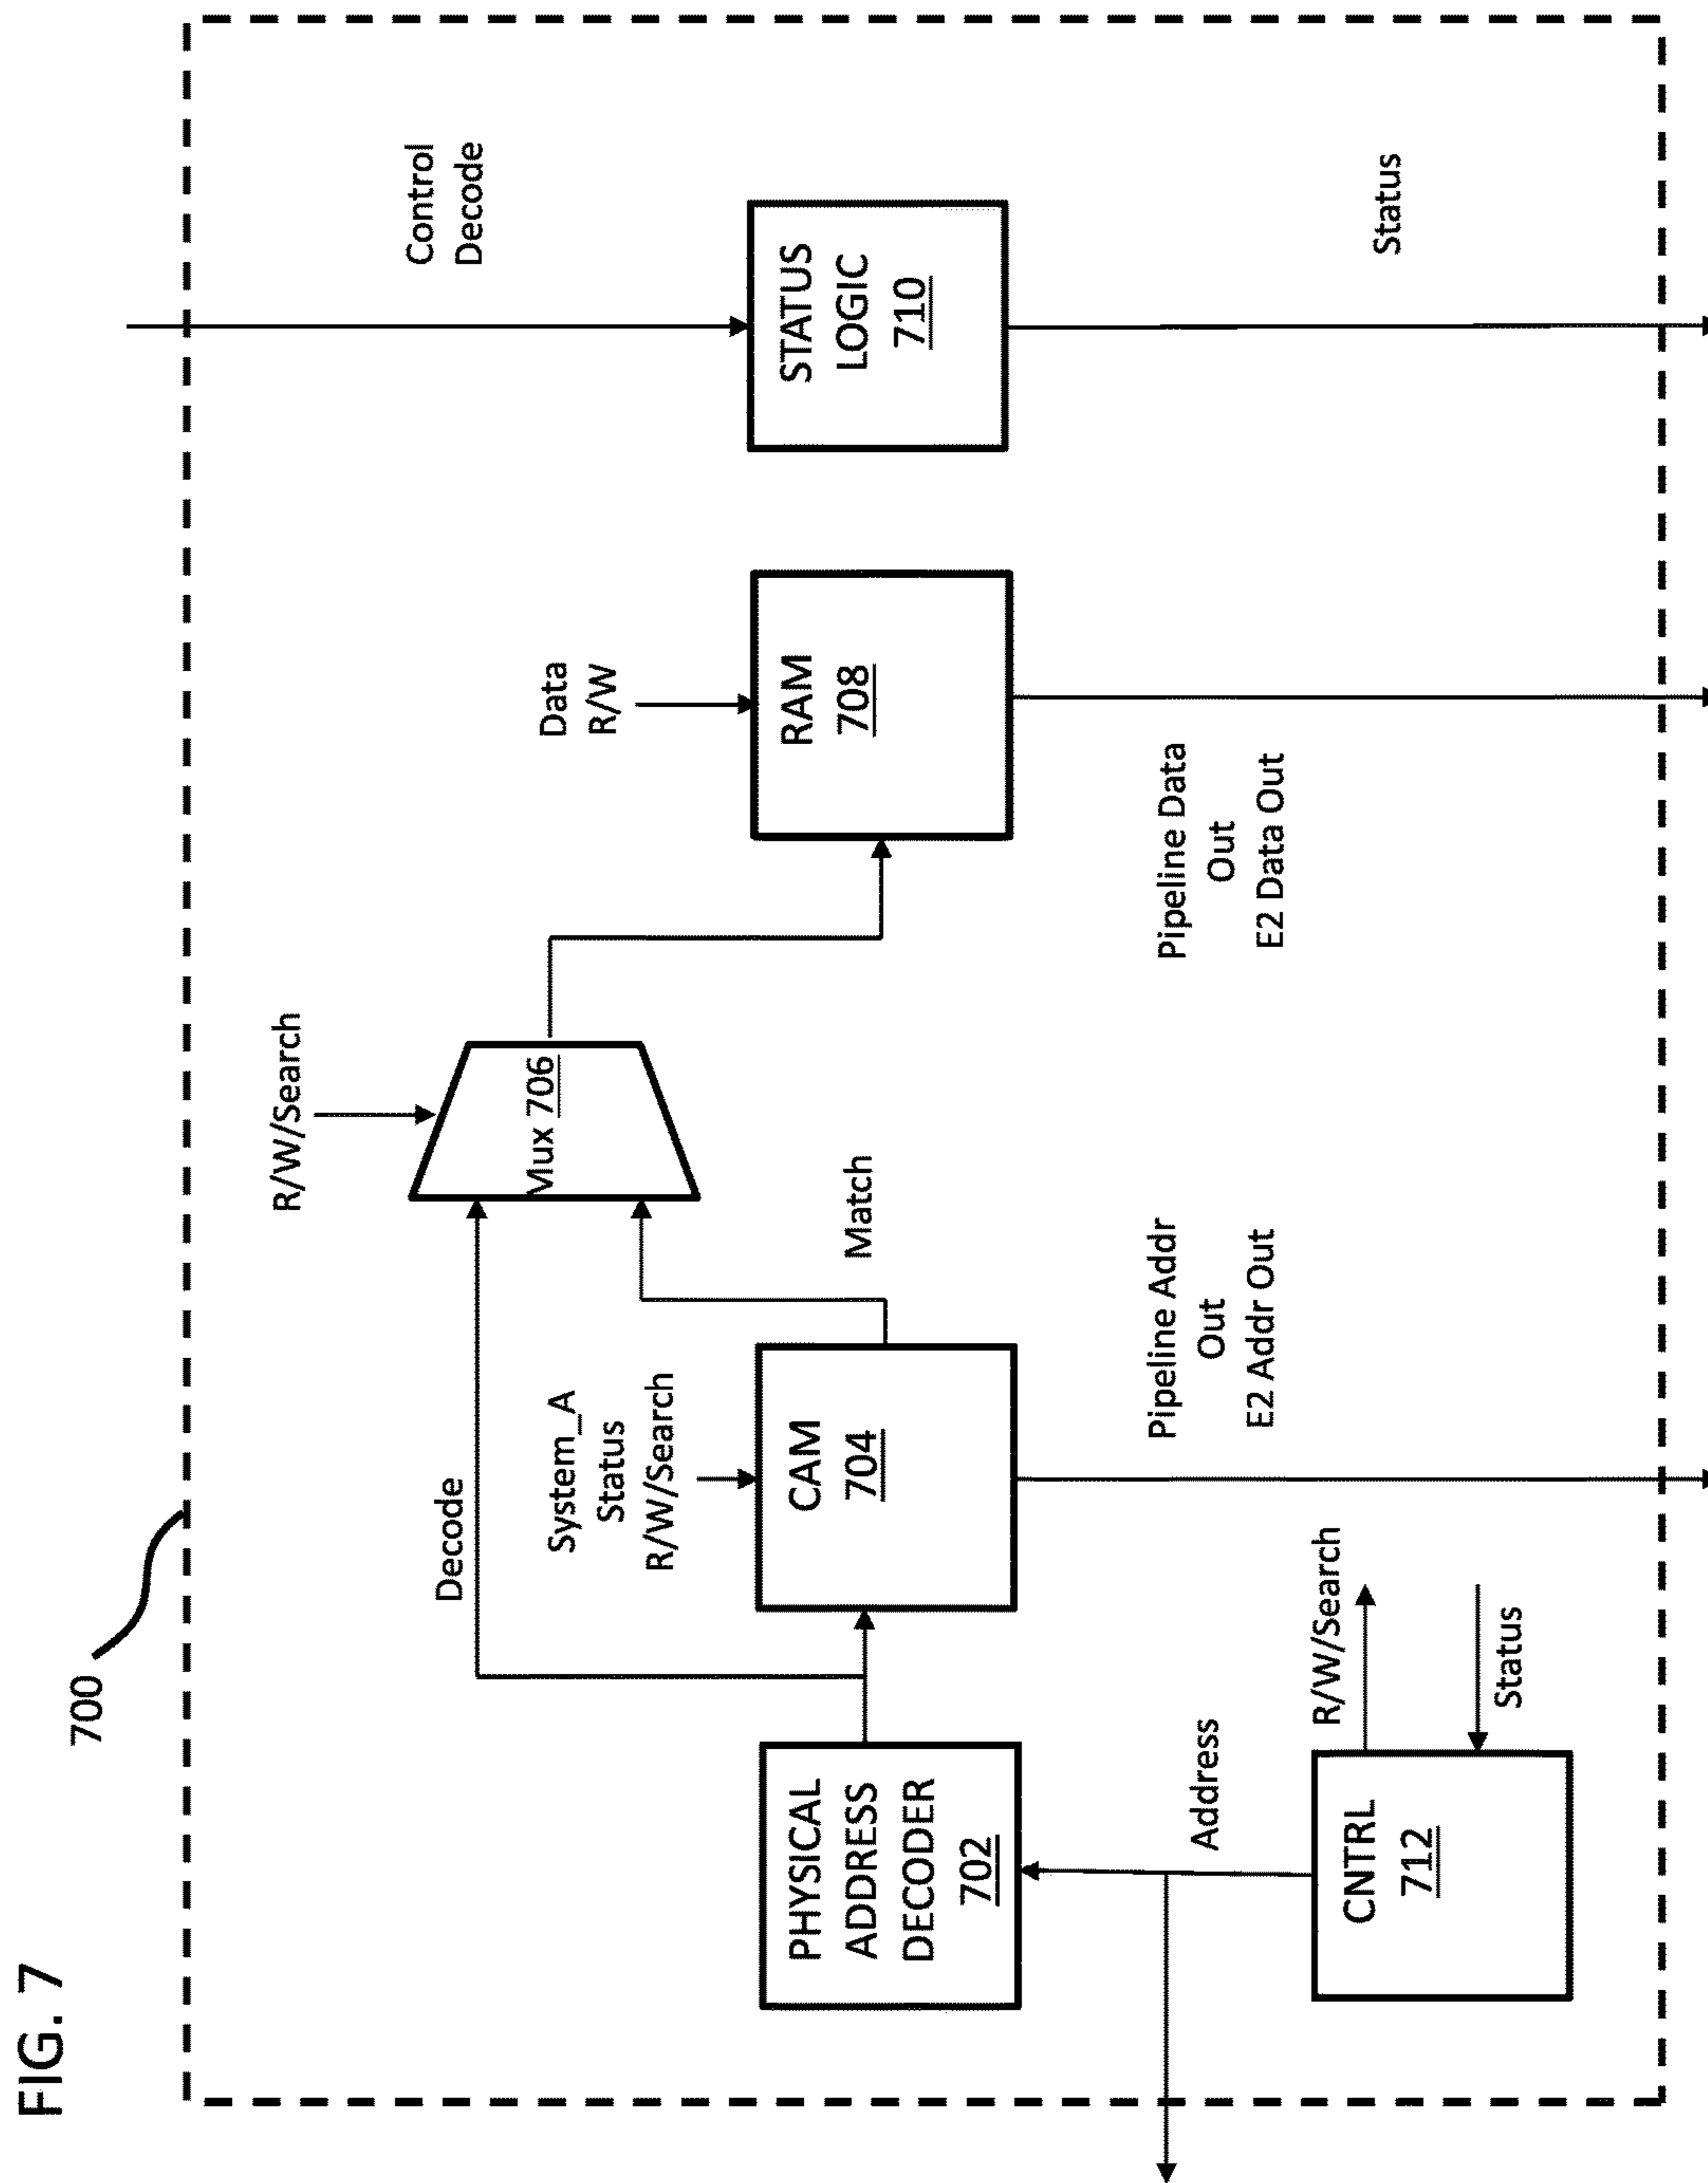 FIG. 7
700
Control
Decode
STATUS
LOGIC
710
Status
Data
R/W
RAM
708
Pipeline Data
Out
E2 Data Out
R/W/Search
Mux 706
Match
Decode
System_A
Status
R/W/Search
CAM
704
Pipeline Addr
Out
E2 Addr Out
PHYSICAL
ADDRESS
DECODER
702
Address
R/W/Search
Status
CNTRL
712